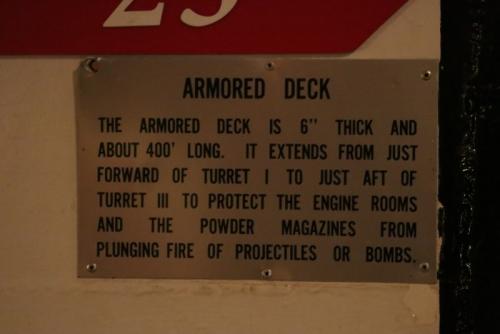 25
ARMORED DECK
THE ARMORED DECK IS 6" THICK AND
ABOUT 400' LONG. IT EXTENDS FROM JUST
FORWARD OF TURRET I TO JUST AFT OF
TURRET III TO PROTECT THE ENGINE ROOMS
AND THE POWDER MAGAZINES FROM
PLUNGING FIRE OF PROJECTILES OR BOMBS.